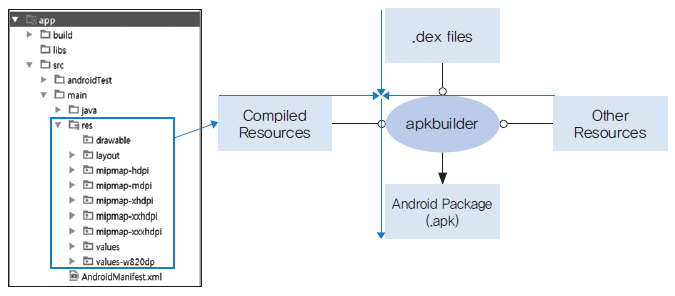 app
build
libs
src
androidTest
main
java
res
drawable
layout
mipmap-hdpi
mipmap-mdpi
mipmap-xhdpi
mipmap-xxhdpi
mipmap-xxxhdpi
values
values-w820dp
AndroidManifest.xml
.dex files
Compiled
Resources
apkbuilder
Other
Resources
Android Package
(.apk)